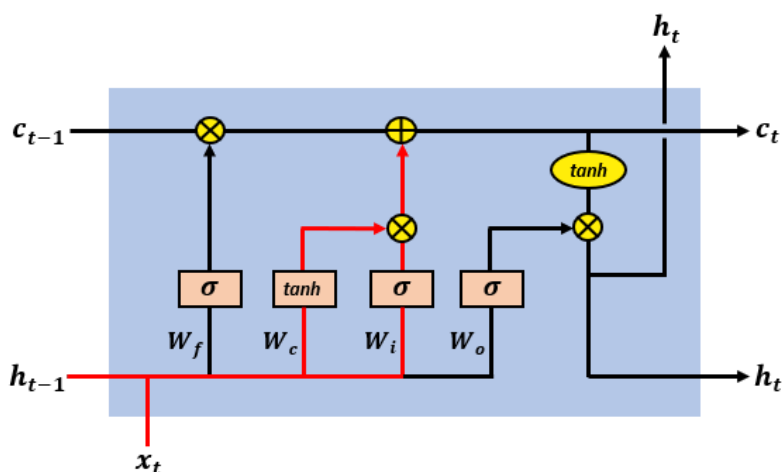 h_t
c_{t-1}
c_t
tanh
σ tanh σ σ
W_f W_c W_i W_o
h_{t-1}
h_t
x_t